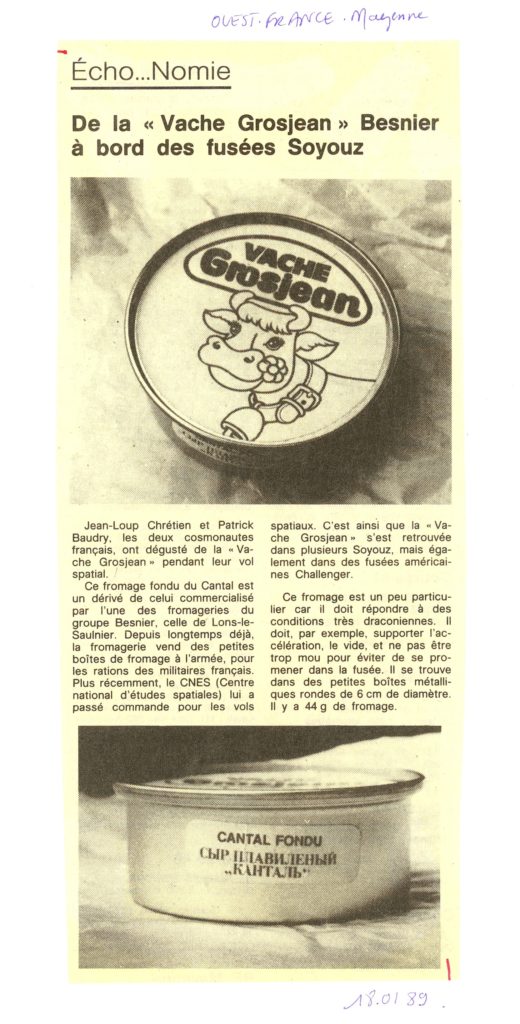 OUEST-FRANCE . Mayenne
Écho...Nomie
De la « Vache Grosjean » Besnier
à bord des fusées Soyouz
VACHE
Grosjean
Jean-Loup Chrétien et Patrick
Baudry, les deux cosmonautes
français, ont dégusté de la « Va-
che Grosjean » pendant leur vol
spatial.
Ce fromage fondu du Cantal est
un dérivé de celui commercialisé
par l'une des fromageries du
groupe Besnier, celle de Lons-le-
Saulnier. Depuis longtemps déjà,
la fromagerie vend des petites
boîtes de fromage à l'armée, pour
les rations des militaires français.
Plus récemment, le CNES (Centre
national d'études spatiales) lui a
passé commande pour les vols
spatiaux. C'est ainsi que la « Va-
che Grosjean » s'est retrouvée
dans plusieurs Soyouz, mais éga-
lement dans des fusées américai-
nes Challenger.
Ce fromage est un peu particu-
lier car il doit répondre à des
conditions très draconiennes. Il
doit, par exemple, supporter l'ac-
célération, le vide, et ne pas être
trop mou pour éviter de se pro-
mener dans la fusée. Il se trouve
dans des petites boîtes métalli-
ques rondes de 6 cm de diamètre.
Il y a 44 g de fromage.
CANTAL FONDU
СЫР ПЛАВИЛЕНЫЙ
„КАНТАЛЬ"
18.01 89